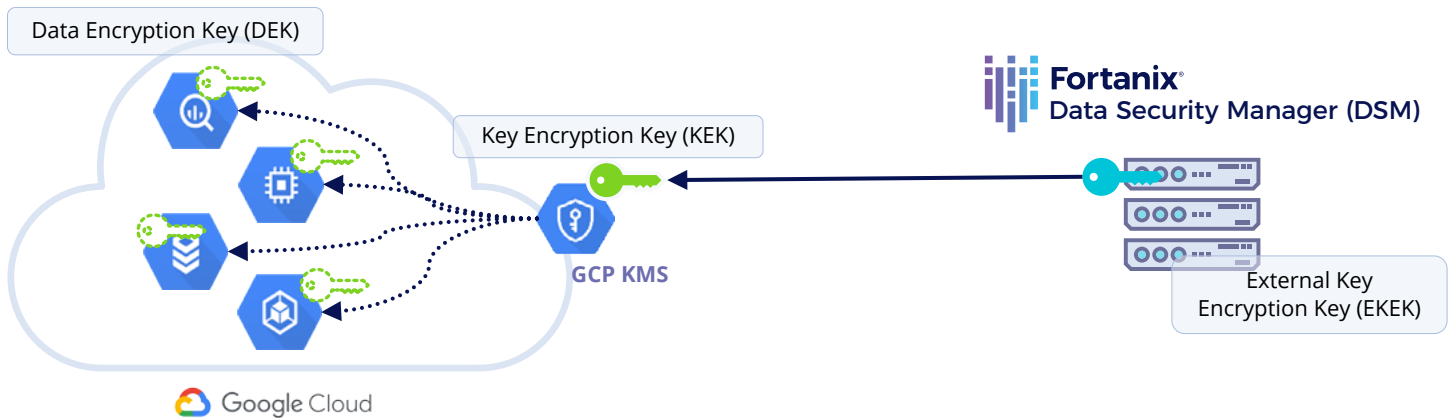 Data Encryption Key (DEK)
Fortanix®
Data Security Manager (DSM)
Key Encryption Key (KEK)
GCP KMS
External Key
Encryption Key (EKEK)
Google Cloud